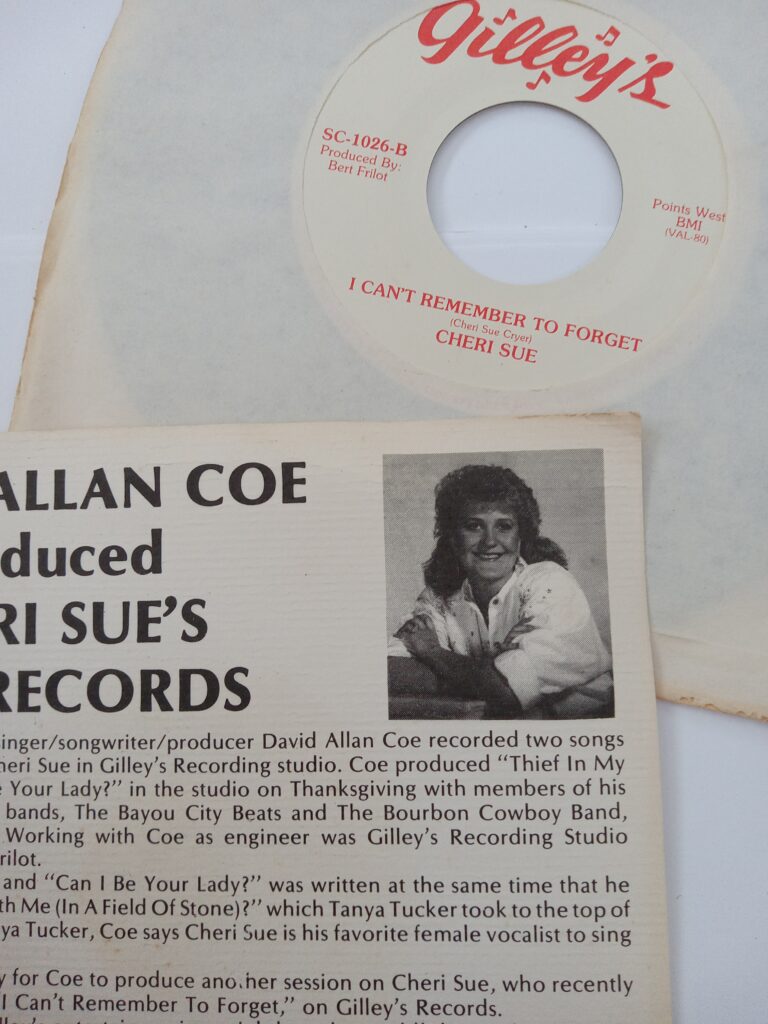 Gilley's
SC-1026-B
Produced By:
Bert Frilot
Points West
BMI
(VAL-80)
I CAN'T REMEMBER TO FORGET
(Cheri Sue Cryer)
CHERI SUE
ALLAN COE
duced
RI SUE'S
RECORDS
inger/songwriter/producer David Allan Coe recorded two songs
heri Sue in Gilley's Recording studio. Coe produced "Thief In My
e Your Lady?" in the studio on Thanksgiving with members of his
bands, The Bayou City Beats and The Bourbon Cowboy Band,
Working with Coe as engineer was Gilley's Recording Studio
rilot.
and "Can I Be Your Lady?" was written at the same time that he
th Me (In A Field Of Stone)?" which Tanya Tucker took to the top of
ya Tucker, Coe says Cheri Sue is his favorite female vocalist to sing
y for Coe to produce another session on Cheri Sue, who recently
I Can't Remember To Forget," on Gilley's Records.